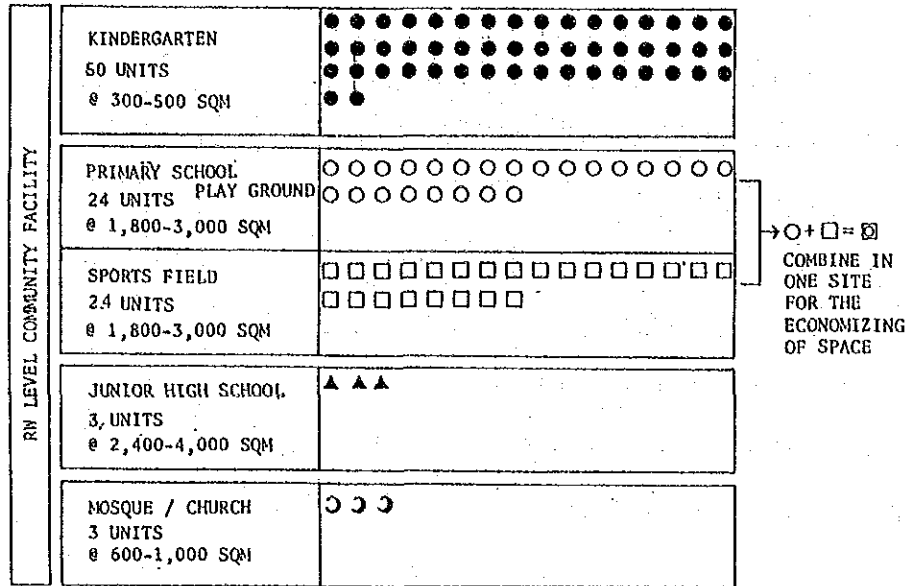 RW LEVEL COMMUNITY FACILITY
KINDERGARTEN
50 UNITS
@ 300-500 SQM
PRIMARY SCHOOL
24 UNITS PLAY GROUND
@ 1,800-3,000 SQM
SPORTS FIELD
24 UNITS
@ 1,800-3,000 SQM
COMBINE IN
ONE SITE
FOR THE
ECONOMIZING
OF SPACE
JUNIOR HIGH SCHOOL
3 UNITS
@ 2,400-4,000 SQM
MOSQUE / CHURCH
3 UNITS
@ 600-1,000 SQM